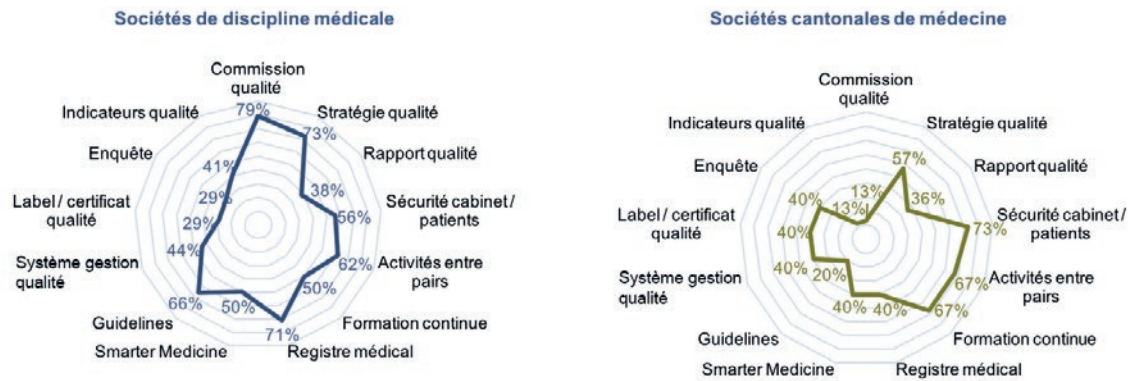 Sociétés de discipline médicale
Commission
qualité
Indicateurs qualité
79%
Stratégie qualité
73%
Enquête
Rapport qualité
41%
38%
Label / certificat
qualité
29%
29%
56%
Sécurité cabinet /
patients
44%
62%
Système gestion
qualité
Activités entre
pairs
66%
50%
50%
Guidelines
71%
Formation continue
Smarter Medicine
Registre médical
Sociétés cantonales de médecine
Commission
qualité
Indicateurs qualité
Stratégie qualité
57%
Enquête
Rapport qualité
13%
36%
40%
13%
Label / certificat
qualité
40%
73%
Sécurité cabinet /
patients
40%
20%
67%
Système gestion
qualité
Activités entre
pairs
40%
40%
67%
Guidelines
Formation continue
Smarter Medicine
Registre médical